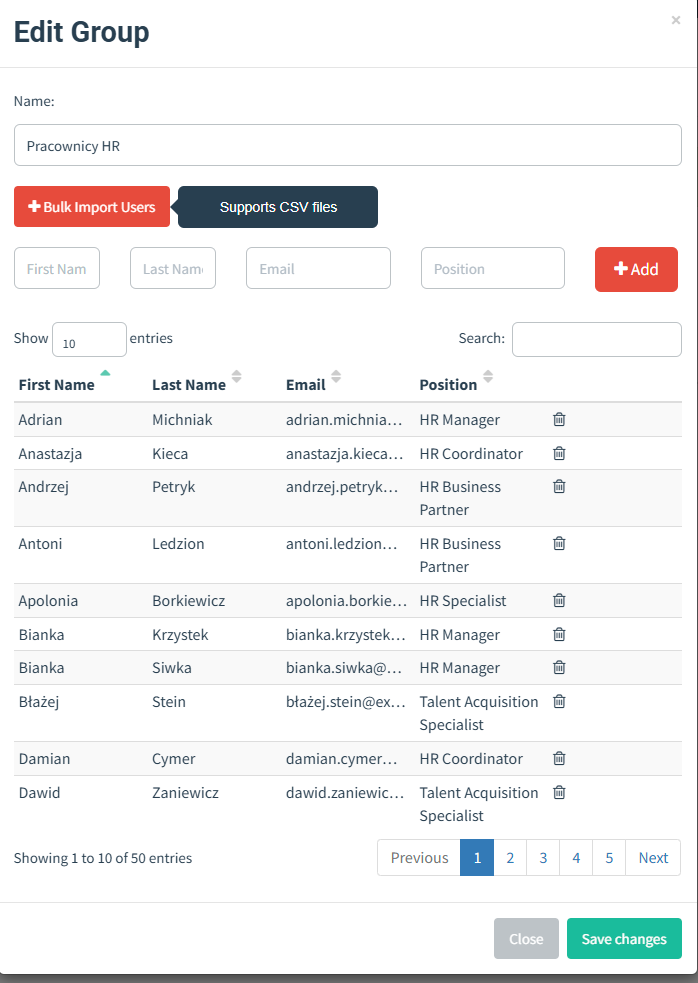 Edit Group
×
Name:
Pracownicy HR
Bulk Import Users Supports CSV files
First Nam Last Name Email Position Add
Show 10 entries Search:
First Name Last Name Email Position
Adrian Michniak adrian.michnia… HR Manager
Anastazja Kieca anastazja.kieca… HR Coordinator
Andrzej Petryk andrzej.petryk… HR Business
Partner
Antoni Ledzion antoni.ledzion… HR Business
Partner
Apolonia Borkiewicz apolonia.borkie… HR Specialist
Bianka Krzystek bianka.krzystek… HR Manager
Bianka Siwka bianka.siwka@… HR Manager
Błażej Stein błażej.stein@ex… Talent Acquisition
Specialist
Damian Cymer damian.cymer… HR Coordinator
Dawid Zaniewicz dawid.zaniewic… Talent Acquisition
Specialist
Showing 1 to 10 of 50 entries Previous 1 2 3 4 5 Next
Close Save changes